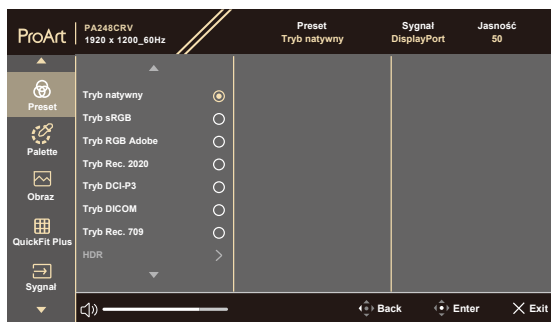 ProArt
PA248CRV
1920 x 1200_60Hz
Preset
Tryb natywny
Sygnał
DisplayPort
Jasność
50
Preset
Palette
Obraz
QuickFit Plus
Sygnał
Tryb natywny
Tryb sRGB
Tryb RGB Adobe
Tryb Rec. 2020
Tryb DCI-P3
Tryb DICOM
Tryb Rec. 709
HDR
Back
Enter
Exit